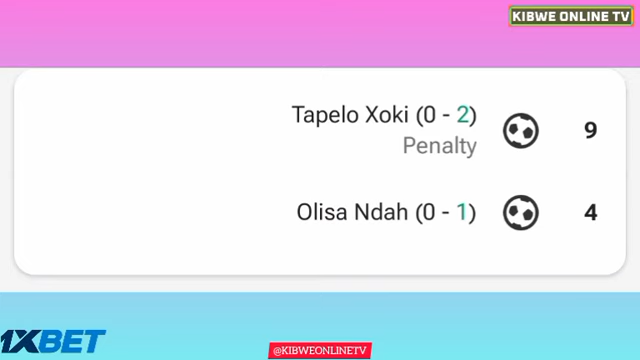 KIBWE ONLINE TV
Tapelo Xoki (0 - 2)
9
Penalty
Olisa Ndah (0 - 1)
4
1XBET
@KIBWEONLINETV